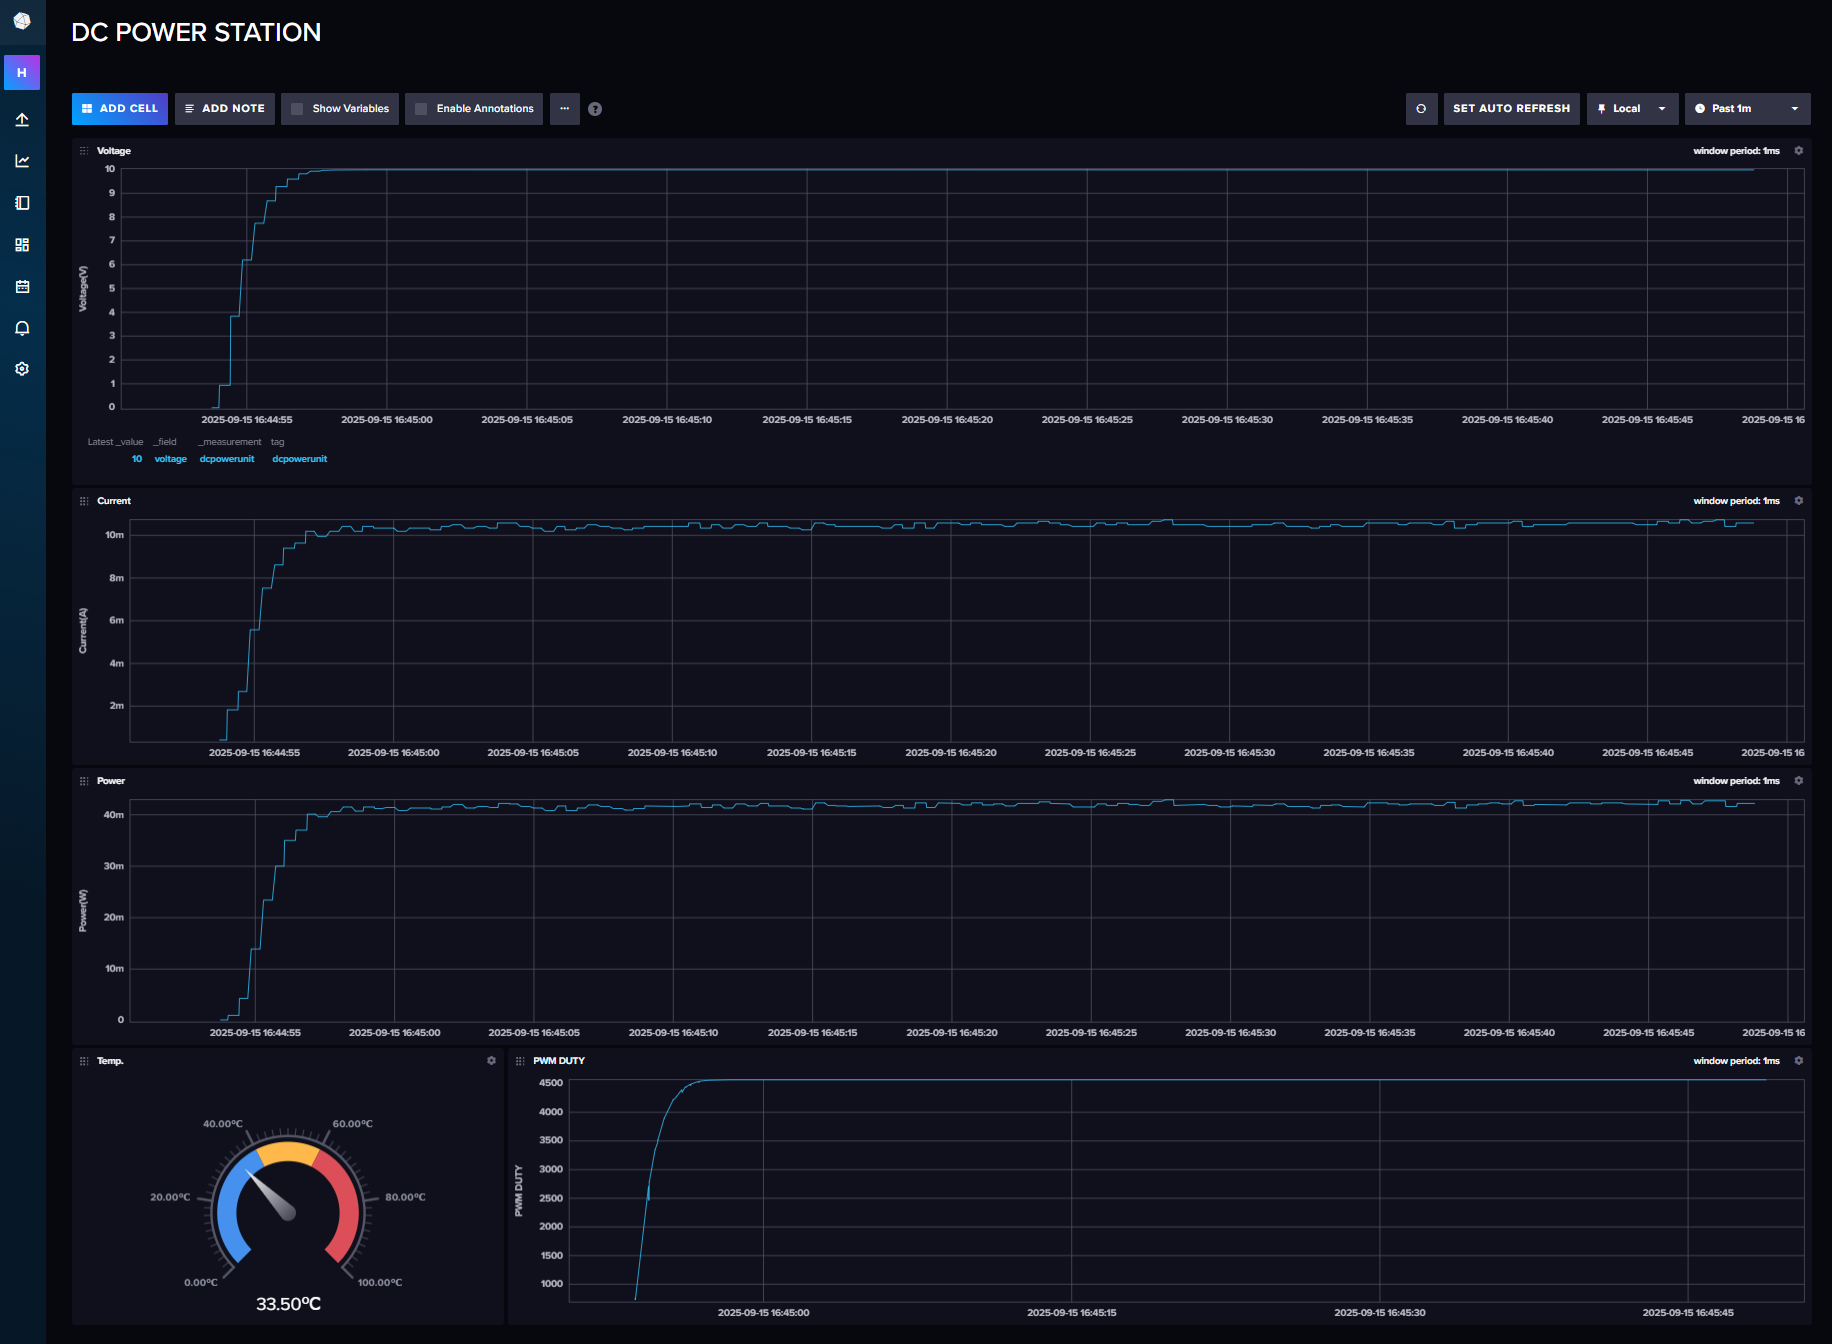 DC POWER STATION
H
ADD CELL
ADD NOTE
Show Variables
Enable Annotations
...
?
SET AUTO REFRESH
Local
Past 1m
Voltage
window period: 1ms
10
9
8
7
6
5
4
3
2
1
0
Voltage(V)
2025-09-15 16:44:55
2025-09-15 16:45:00
2025-09-15 16:45:05
2025-09-15 16:45:10
2025-09-15 16:45:15
2025-09-15 16:45:20
2025-09-15 16:45:25
2025-09-15 16:45:30
2025-09-15 16:45:35
2025-09-15 16:45:40
2025-09-15 16:45:45
2025-09-15 16
Latest _value _field _measurement tag
10 voltage dcpowerunit dcpowerunit
Current
window period: 1ms
10m
8m
6m
4m
2m
Current(A)
2025-09-15 16:44:55
2025-09-15 16:45:00
2025-09-15 16:45:05
2025-09-15 16:45:10
2025-09-15 16:45:15
2025-09-15 16:45:20
2025-09-15 16:45:25
2025-09-15 16:45:30
2025-09-15 16:45:35
2025-09-15 16:45:40
2025-09-15 16:45:45
2025-09-15 16
Power
window period: 1ms
40m
30m
20m
10m
0
Power(W)
2025-09-15 16:44:55
2025-09-15 16:45:00
2025-09-15 16:45:05
2025-09-15 16:45:10
2025-09-15 16:45:15
2025-09-15 16:45:20
2025-09-15 16:45:25
2025-09-15 16:45:30
2025-09-15 16:45:35
2025-09-15 16:45:40
2025-09-15 16:45:45
2025-09-15 16
Temp.
40.00°C
60.00°C
20.00°C
80.00°C
0.00°C
100.00°C
33.50°C
PWM DUTY
window period: 1ms
4500
4000
3500
3000
2500
2000
1500
1000
PWM DUTY
2025-09-15 16:45:00
2025-09-15 16:45:15
2025-09-15 16:45:30
2025-09-15 16:45:45